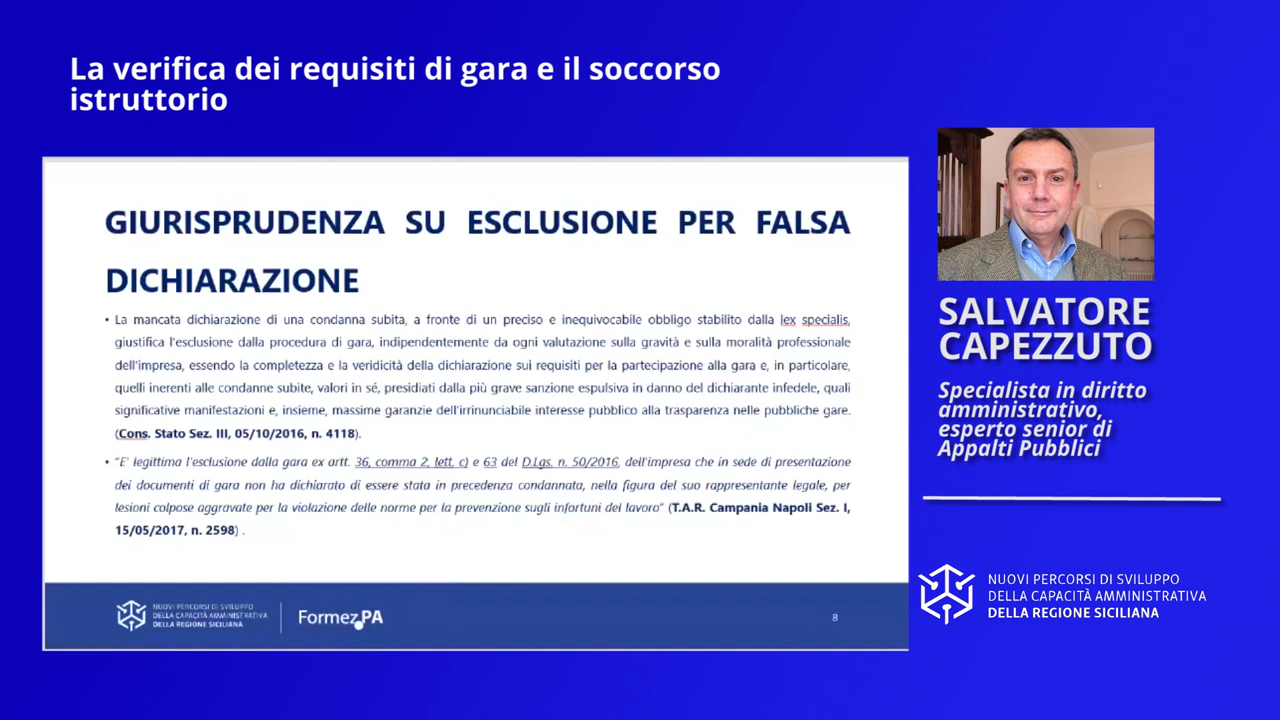 La verifica dei requisiti di gara e il soccorso
istruttorio
GIURISPRUDENZA SU ESCLUSIONE PER FALSA
DICHIARAZIONE
• La mancata dichiarazione di una condanna subita, a fronte di un preciso e inequivocabile obbligo stabilito dalla lex specialis,
giustifica l'esclusione dalla procedura di gara, indipendentemente da ogni valutazione sulla gravità e sulla moralità professionale
dell'impresa, essendo la completezza e la veridicità della dichiarazione sui requisiti per la partecipazione alla gara e, in particolare,
quelli inerenti alle condanne subite, valori in sé, presidiati dalla più grave sanzione espulsiva in danno del dichiarante infedele, quali
significative manifestazioni e, insieme, massime garanzie dell'irrinunciabile interesse pubblico alla trasparenza nelle pubbliche gare.
(Cons. Stato Sez. III, 05/10/2016, n. 4118).
• "E' legittima l'esclusione dalla gara ex artt. 36, comma 2, lett. c) e 63 del D.Lgs. n. 50/2016, dell'impresa che in sede di presentazione
dei documenti di gara non ha dichiarato di essere stata in precedenza condannata, nella figura del suo rappresentante legale, per
lesioni colpose aggravate per la violazione delle norme per la prevenzione sugli infortuni del lavoro" (T.A.R. Campania Napoli Sez. I,
15/05/2017, n. 2598) .
NUOVI PERCORSI DI SVILUPPO
DELLA CAPACITÀ AMMINISTRATIVA
DELLA REGIONE SICILIANA
Formez PA
8
SALVATORE
CAPEZZUTO
Specialista in diritto
amministrativo,
esperto senior di
Appalti Pubblici
NUOVI PERCORSI DI SVILUPPO
DELLA CAPACITÀ AMMINISTRATIVA
DELLA REGIONE SICILIANA